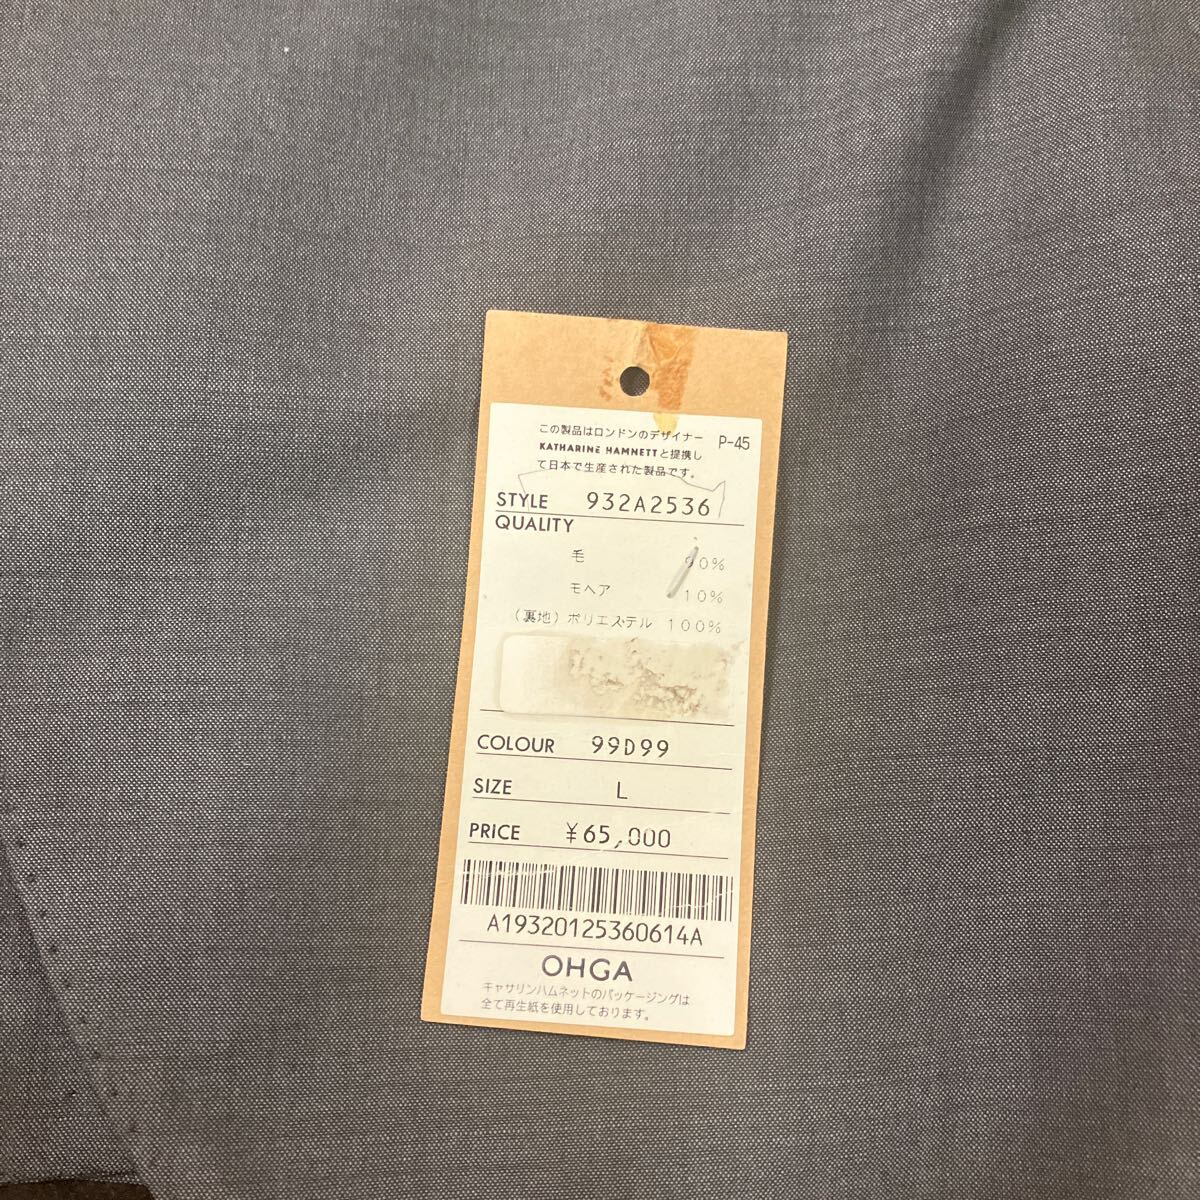 この製品はロンドンのデザイナー P-45
KATHARINE HAMNETTと提携し
て日本で生産された製品です。
STYLE 932A2536
QUALITY
毛 90%
モヘア 10%
(裏地) ポリエステル 100%
COLOUR 99D99
SIZE L
PRICE ¥65,000
A19320125360614A
OHGA
キャサリンハムネットのパッケージングは
全て再生紙を使用しております。